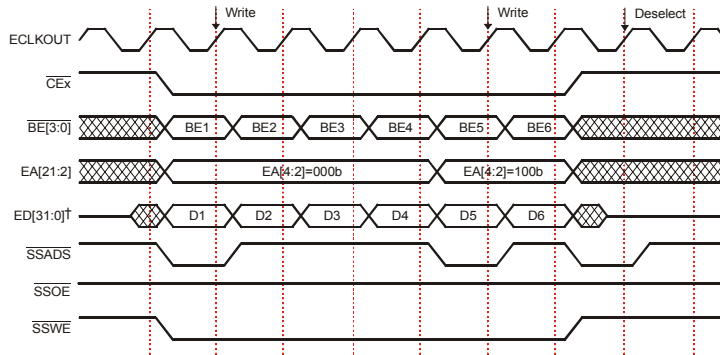 Write Write Deselect
ECLKOUT
CEx
BE[3:0] BE1 BE2 BE3 BE4 BE5 BE6
EA[21:2] EA[4:2]=000b EA[4:2]=100b
ED[31:0]† D1 D2 D3 D4 D5 D6
SSADS
SSOE
SSWE